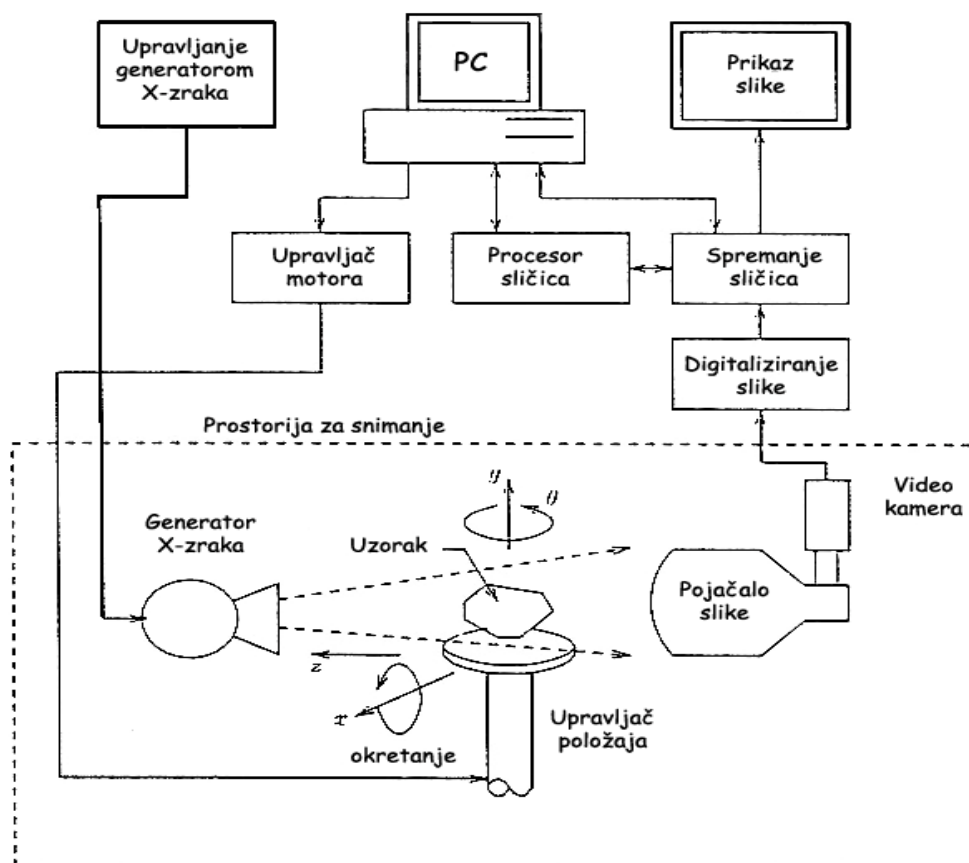 Upravljanje
generatorom
X-zraka
PC
Prikaz
slike
Upravljač
motora
Procesor
sličica
Spremanje
sličica
Digitaliziranje
slike
Prostorija za snimanje
Video
kamera
Generator
X-zraka
y
θ
Uzorak
Pojačalo
slike
z
x
okretanje
Upravljač
položaja